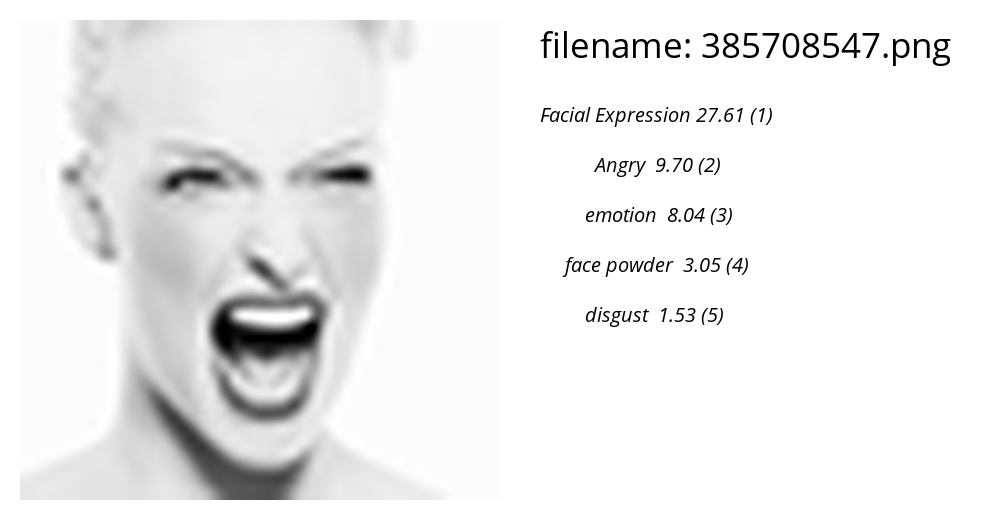 filename: 385708547.png
Facial Expression 27.61 (1)
Angry 9.70 (2)
emotion 8.04 (3)
face powder 3.05 (4)
disgust 1.53 (5)